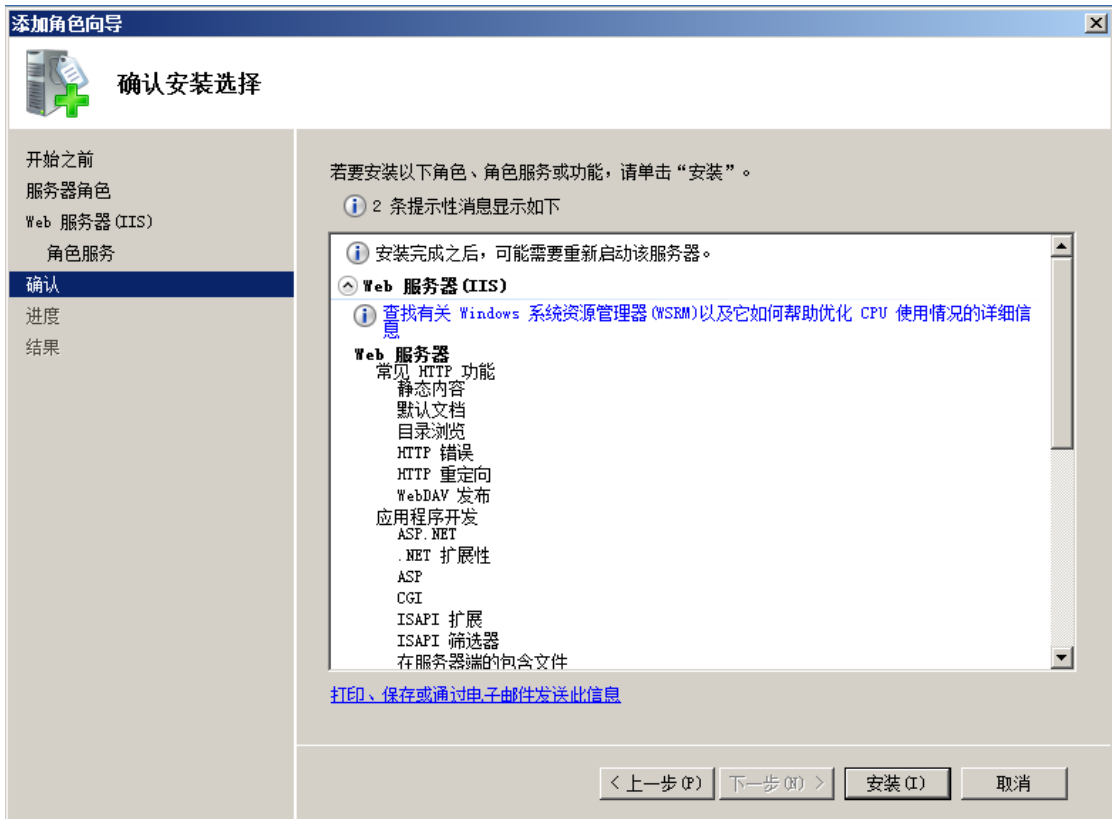 添加角色向导
确认安装选择
开始之前
服务器角色
Web 服务器(IIS)
角色服务
确认
进度
结果
若要安装以下角色、角色服务或功能，请单击“安装”。
2 条提示性消息显示如下
安装完成之后，可能需要重新启动该服务器。
Web 服务器(IIS)
查找有关 Windows 系统资源管理器(WSRM)以及它如何帮助优化 CPU 使用情况的详细信
息
Web 服务器
常见 HTTP 功能
静态内容
默认文档
目录浏览
HTTP 错误
HTTP 重定向
WebDAV 发布
应用程序开发
ASP.NET
.NET 扩展性
ASP
CGI
ISAPI 扩展
ISAPI 筛选器
在服务器端的包含文件
打印、保存或通过电子邮件发送此信息
< 上一步(P) 下一步(N) > 安装(I) 取消